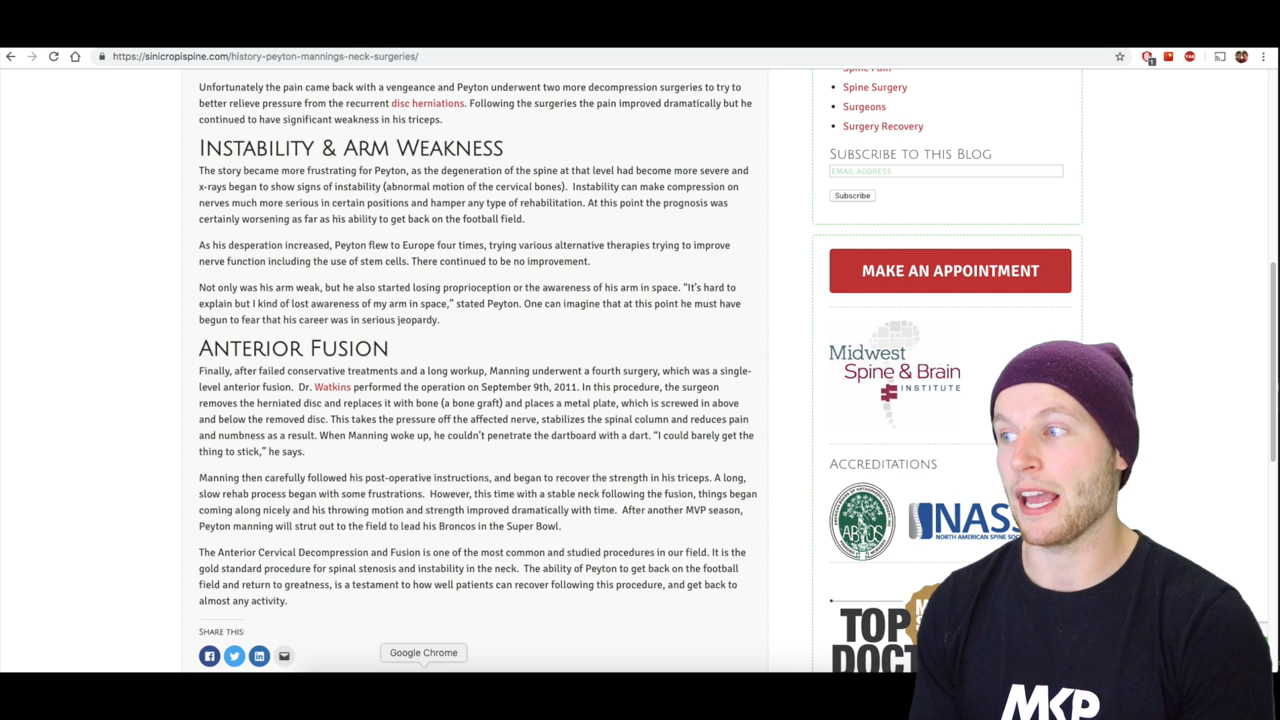 https://sinicropispine.com/history-peyton-mannings-neck-surgeries/
1
Unfortunately the pain came back with a vengeance and Peyton underwent two more decompression surgeries to try to
better relieve pressure from the recurrent disc herniations. Following the surgeries the pain improved dramatically but he
continued to have significant weakness in his triceps.
INSTABILITY & ARM WEAKNESS
The story became more frustrating for Peyton, as the degeneration of the spine at that level had become more severe and
x-rays began to show signs of instability (abnormal motion of the cervical bones). Instability can make compression on
nerves much more serious in certain positions and hamper any type of rehabilitation. At this point the prognosis was
certainly worsening as far as his ability to get back on the football field.
As his desperation increased, Peyton flew to Europe four times, trying various alternative therapies trying to improve
nerve function including the use of stem cells. There continued to be no improvement.
Not only was his arm weak, but he also started losing proprioception or the awareness of his arm in space. “It’s hard to
explain but I kind of lost awareness of my arm in space,” stated Peyton. One can imagine that at this point he must have
begun to fear that his career was in serious jeopardy.
ANTERIOR FUSION
Finally, after failed conservative treatments and a long workup, Manning underwent a fourth surgery, which was a single-
level anterior fusion. Dr. Watkins performed the operation on September 9th, 2011. In this procedure, the surgeon
removes the herniated disc and replaces it with bone (a bone graft) and places a metal plate, which is screwed in above
and below the removed disc. This takes the pressure off the affected nerve, stabilizes the spinal column and reduces pain
and numbness as a result. When Manning woke up, he couldn’t penetrate the dartboard with a dart. “I could barely get the
thing to stick,” he says.
Manning then carefully followed his post-operative instructions, and began to recover the strength in his triceps. A long,
slow rehab process began with some frustrations. However, this time with a stable neck following the fusion, things began
coming along nicely and his throwing motion and strength improved dramatically with time. After another MVP season,
Peyton manning will strut out to the field to lead his Broncos in the Super Bowl.
The Anterior Cervical Decompression and Fusion is one of the most common and studied procedures in our field. It is the
gold standard procedure for spinal stenosis and instability in the neck. The ability of Peyton to get back on the football
field and return to greatness, is a testament to how well patients can recover following this procedure, and get back to
almost any activity.
SHARE THIS:
Google Chrome
Spine Pain
Spine Surgery
Surgeons
Surgery Recovery
SUBSCRIBE TO THIS BLOG
EMAIL ADDRESS
Subscribe
MAKE AN APPOINTMENT
Midwest
Spine & Brain
INSTITUTE
ACCREDITATIONS
ABOS
NASS
NORTH AMERICAN SPINE
TOP
MKP